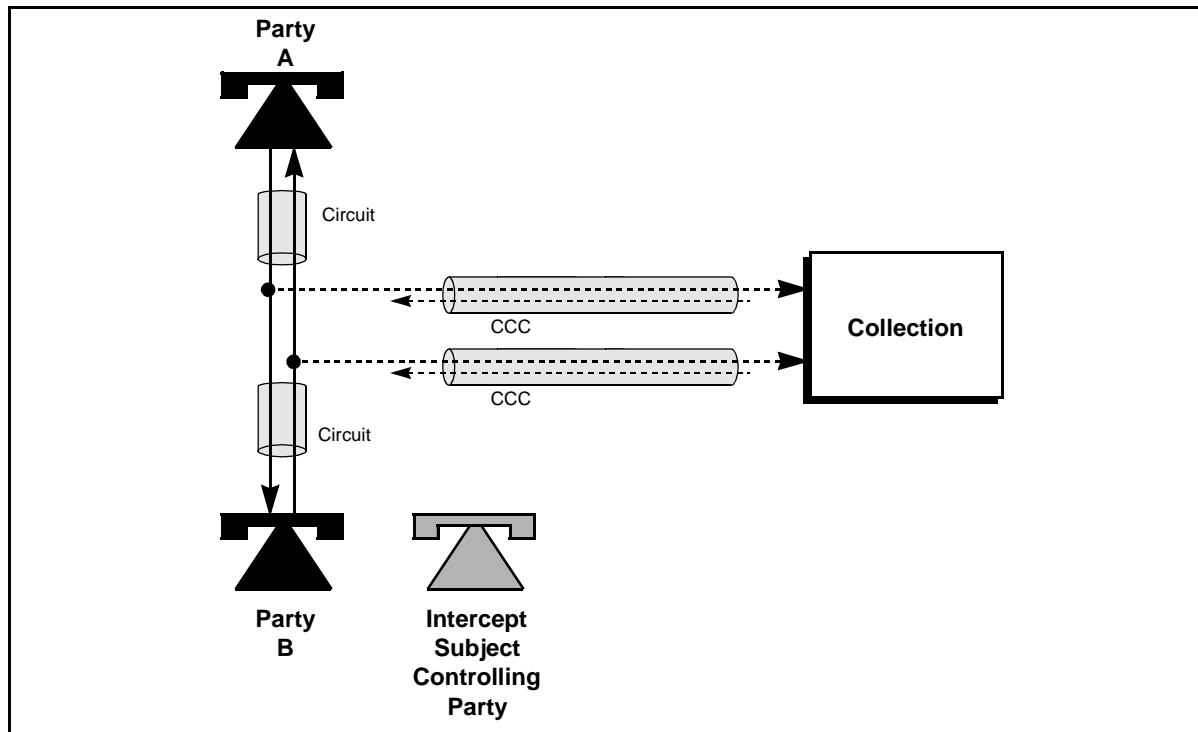 Party
A
Circuit
CCC
Collection
CCC
Circuit
Party
B
Intercept
Subject
Controlling
Party